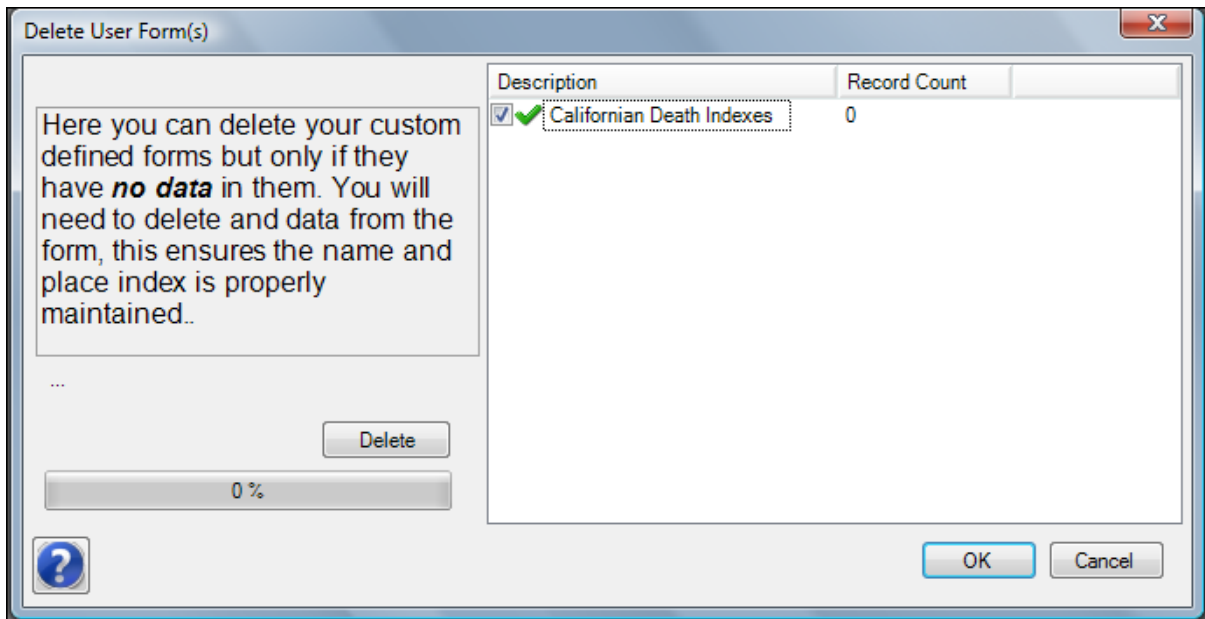 Delete User Form(s)
Here you can delete your custom
defined forms but only if they
have no data in them. You will
need to delete and data from the
form, this ensures the name and
place index is properly
maintained..
...
Delete
0 %
Description Record Count
Californian Death Indexes 0
OK Cancel